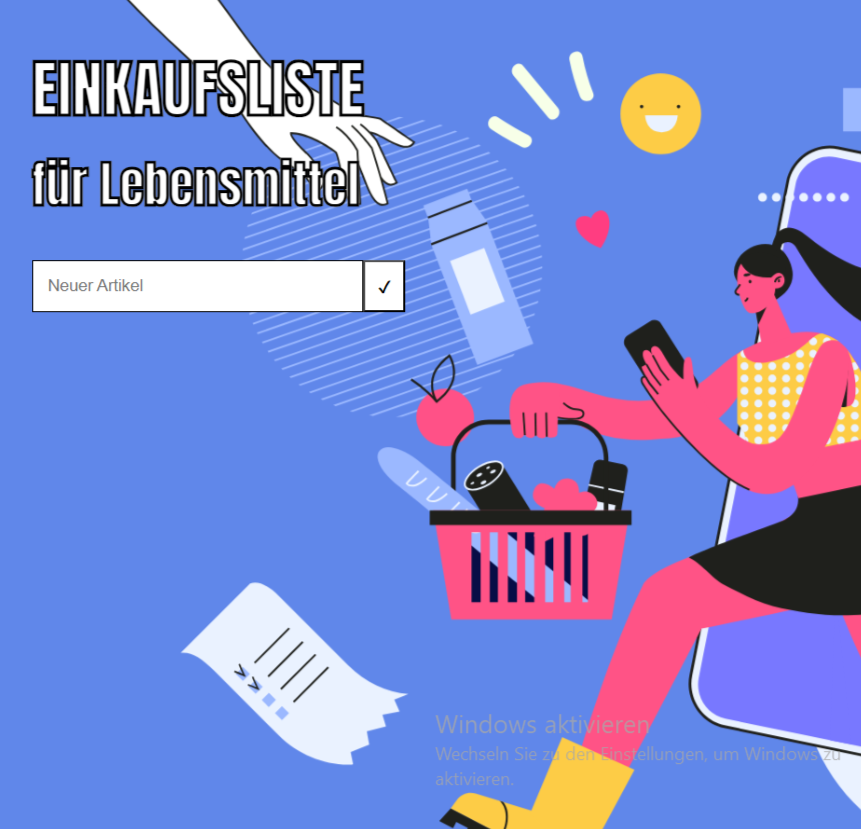 EINKAUFSLISTE
für Lebensmittel
Neuer Artikel
✓
Windows aktivieren
Wechseln Sie zu den Einstellungen, um Windows zu
aktivieren.